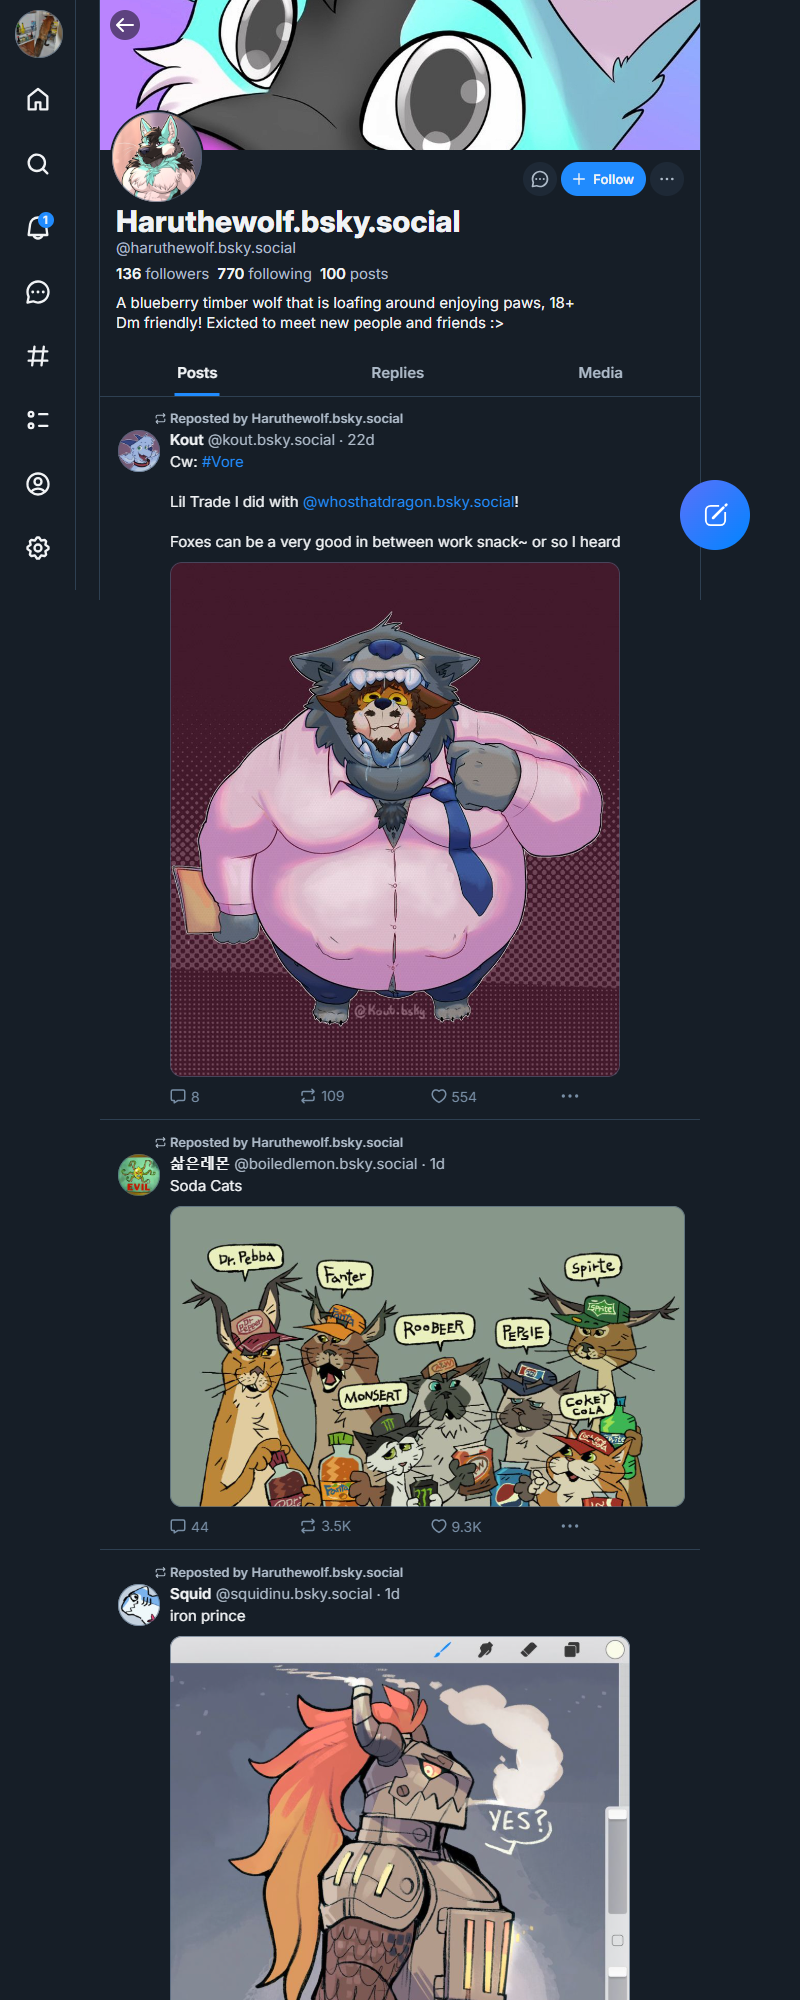 1
+ Follow
Haruthewolf.bsky.social
@haruthewolf.bsky.social
136 followers 770 following 100 posts
A blueberry timber wolf that is loafing around enjoying paws, 18+
Dm friendly! Exicted to meet new people and friends :>
Posts Replies Media
Reposted by Haruthewolf.bsky.social
Kout @kout.bsky.social · 22d
Cw: #Vore
Lil Trade I did with @whosthatdragon.bsky.social!
Foxes can be a very good in between work snack~ or so I heard
@Kout.bsky
8 109 554
Reposted by Haruthewolf.bsky.social
삶은레몬 @boiledlemon.bsky.social · 1d
EVIL
Soda Cats
Dr. Pebba
Fanter
Spirte
ROOBEER
PEPSIE
MONSERT
COKEY
COLA
44 3.5K 9.3K
Reposted by Haruthewolf.bsky.social
Squid @squidinu.bsky.social · 1d
iron prince
YES?